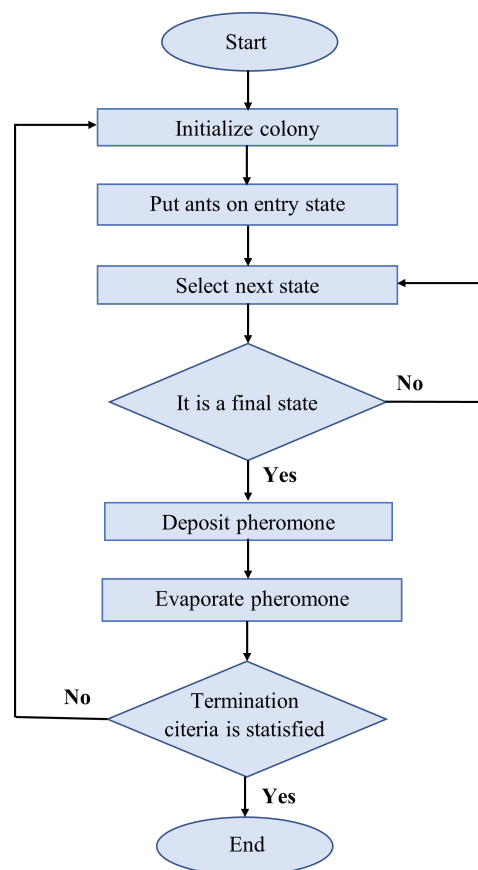 Start
Initialize colony
Put ants on entry state
Select next state
It is a final state
No
Yes
Deposit pheromone
Evaporate pheromone
No
Termination
citeria is statisfied
Yes
End